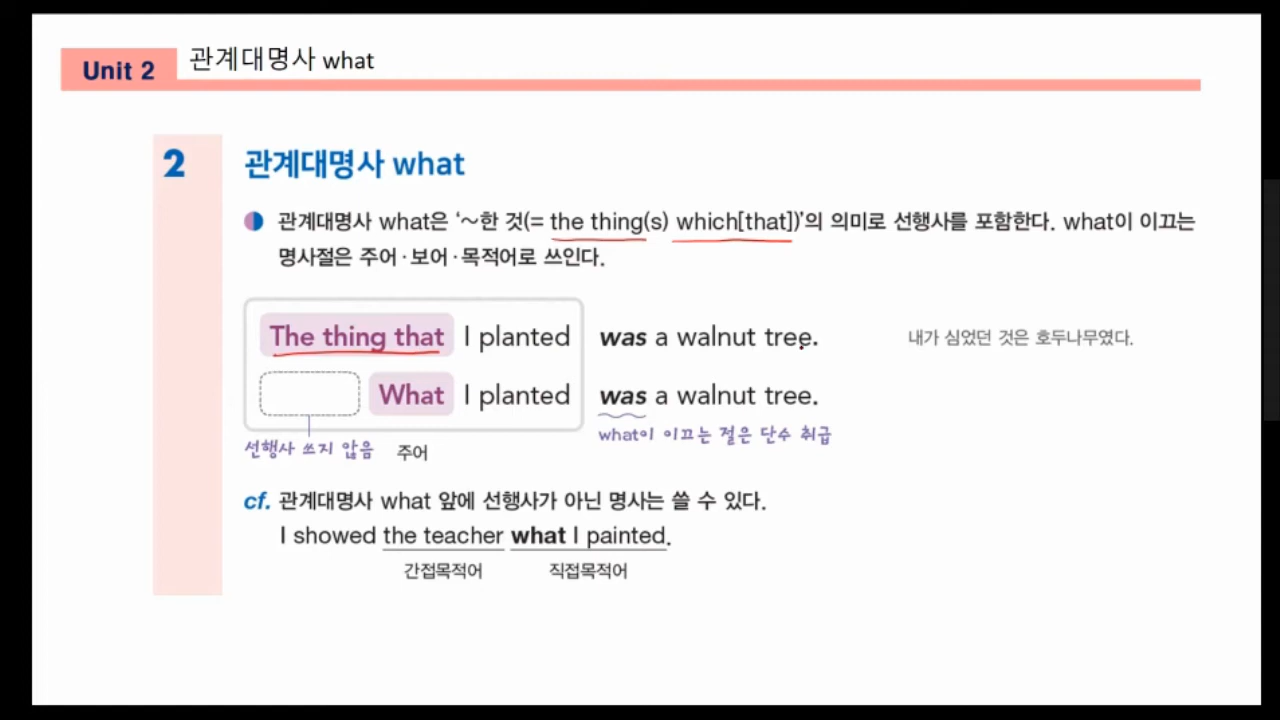 Unit 2 관계대명사 what
2 관계대명사 what
관계대명사 what은 ‘~한 것(= the thing(s) which[that])’의 의미로 선행사를 포함한다. what이 이끄는
명사절은 주어·보어·목적어로 쓰인다.
The thing that I planted was a walnut tree. 내가 심었던 것은 호두나무였다.
What I planted was a walnut tree.
선행사 쓰지 않음 주어 what이 이끄는 절은 단수 취급
cf. 관계대명사 what 앞에 선행사가 아닌 명사는 쓸 수 있다.
I showed the teacher what I painted.
간접목적어 직접목적어